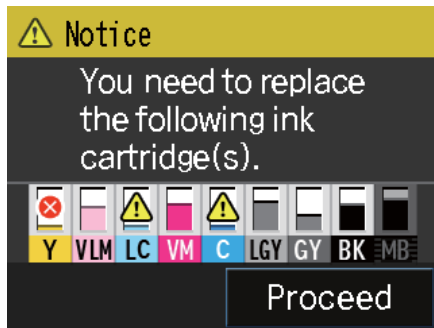 Notice
You need to replace
the following ink
cartridge(s).
Y VLM LC VM C LGY GY BK MB
Proceed